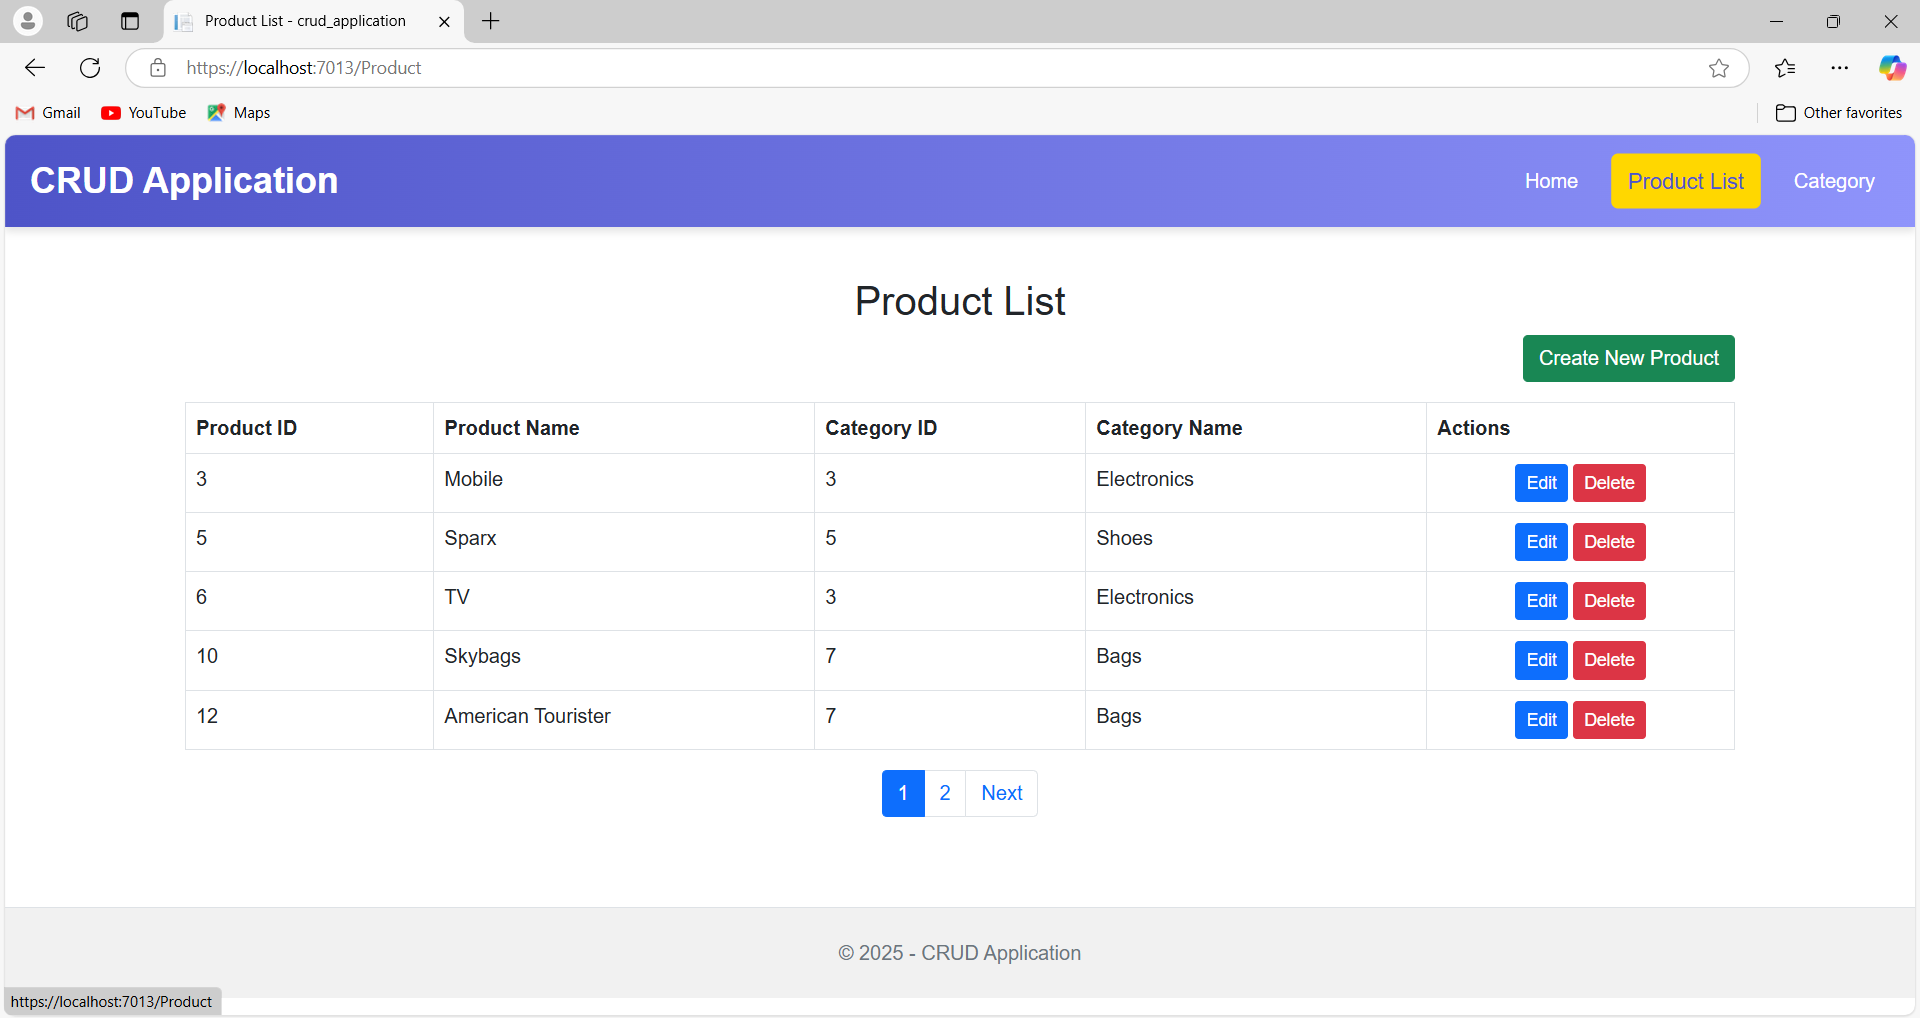 Product List - crud_application
https://localhost:7013/Product
Gmail YouTube Maps Other favorites
CRUD Application Home Product List Category
Product List
Create New Product
Product ID Product Name Category ID Category Name Actions
3 Mobile 3 Electronics Edit Delete
5 Sparx 5 Shoes Edit Delete
6 TV 3 Electronics Edit Delete
10 Skybags 7 Bags Edit Delete
12 American Tourister 7 Bags Edit Delete
1 2 Next
© 2025 - CRUD Application
https://localhost:7013/Product